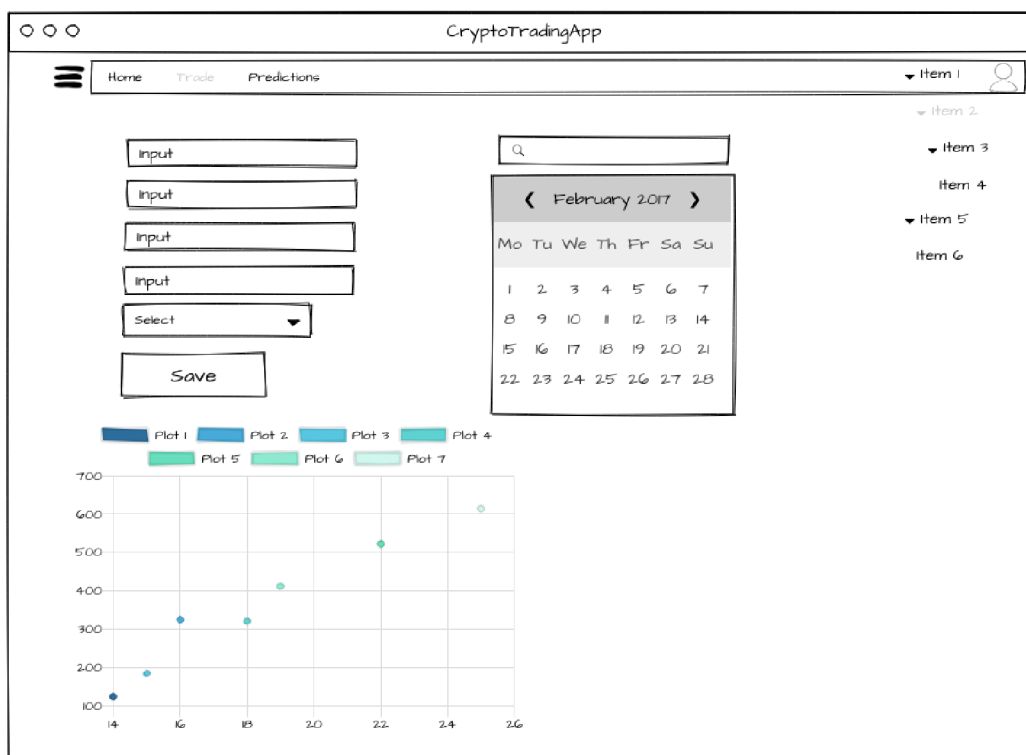 CryptoTradingApp
Home Trade Predictions
Item 1
Item 2
Item 3
Item 4
Item 5
Item 6
Input
Input
Input
Input
Select
Save
February 2017
Mo Tu We Th Fr Sa Su
1 2 3 4 5 6 7
8 9 10 11 12 13 14
15 16 17 18 19 20 21
22 23 24 25 26 27 28
Plot 1 Plot 2 Plot 3 Plot 4
Plot 5 Plot 6 Plot 7
700
600
500
400
300
200
100
14 16 18 20 22 24 26